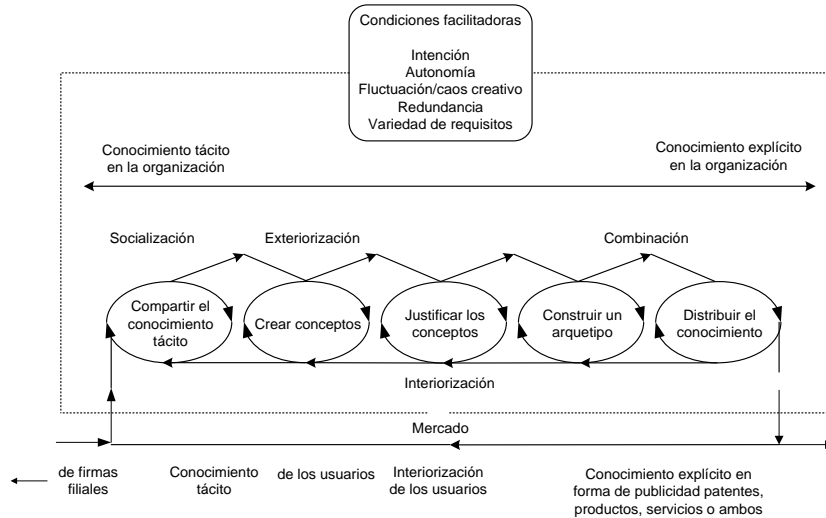 Condiciones facilitadoras
Intención
Autonomía
Fluctuación/caos creativo
Redundancia
Variedad de requisitos
Conocimiento tácito
en la organización
Conocimiento explícito
en la organización
Socialización
Exteriorización
Combinación
Compartir el
conocimiento
tácito
Crear conceptos
Justificar los
conceptos
Construir un
arquetipo
Distribuir el
conocimiento
Interiorización
Mercado
de firmas
filiales
Conocimiento
tácito
de los usuarios
Interiorización
de los usuarios
Conocimiento explícito en
forma de publicidad patentes,
productos, servicios o ambos